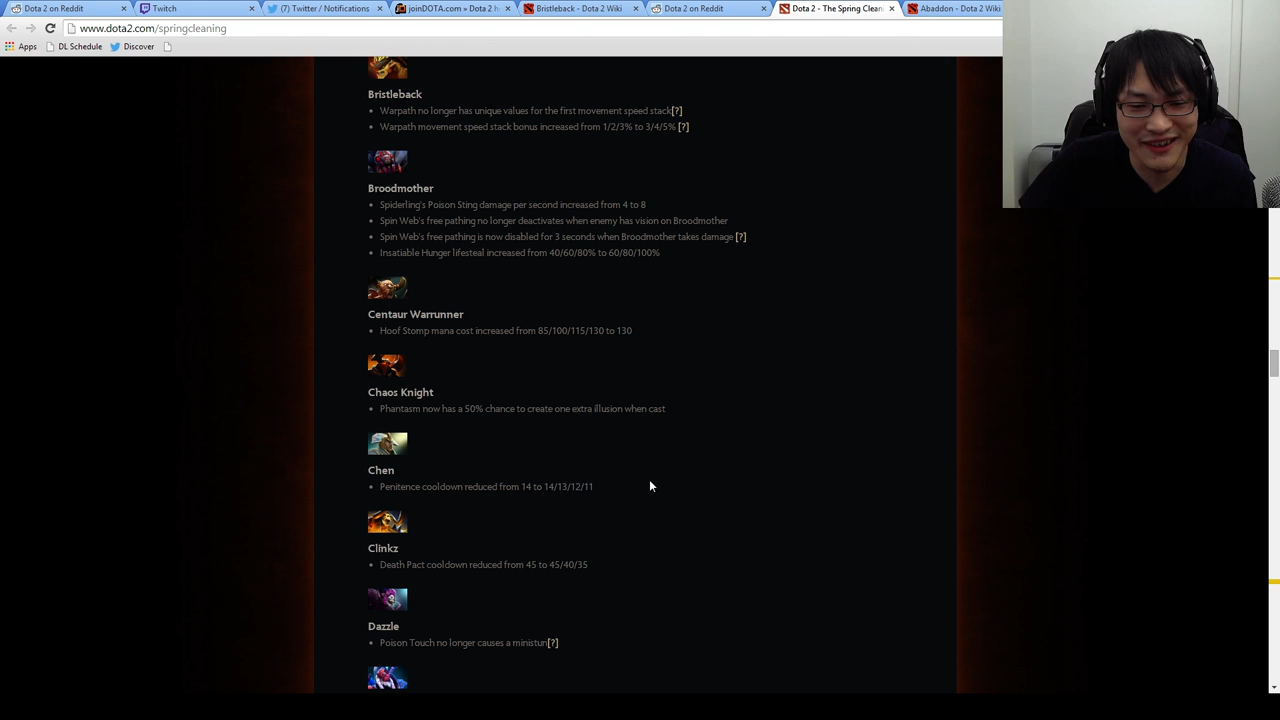 Dota 2 on Reddit
Twitch
(7) Twitter / Notifications
joinDOTA.com » Dota 2 h
Bristleback - Dota 2 Wiki
Dota 2 on Reddit
Dota 2 - The Spring Clean
Abaddon - Dota 2 Wiki
www.dota2.com/springcleaning
Apps
DL Schedule
Discover
Bristleback
• Warpath no longer has unique values for the first movement speed stack[?]
• Warpath movement speed stack bonus increased from 1/2/3% to 3/4/5% [?]
Broodmother
• Spiderling's Poison Sting damage per second increased from 4 to 8
• Spin Web's free pathing no longer deactivates when enemy has vision on Broodmother
• Spin Web's free pathing is now disabled for 3 seconds when Broodmother takes damage [?]
• Insatiable Hunger lifesteal increased from 40/60/80% to 60/80/100%
Centaur Warrunner
• Hoof Stomp mana cost increased from 85/100/115/130 to 130
Chaos Knight
• Phantasm now has a 50% chance to create one extra illusion when cast
Chen
• Penitence cooldown reduced from 14 to 14/13/12/11
Clinkz
• Death Pact cooldown reduced from 45 to 45/40/35
Dazzle
• Poison Touch no longer causes a ministun[?]